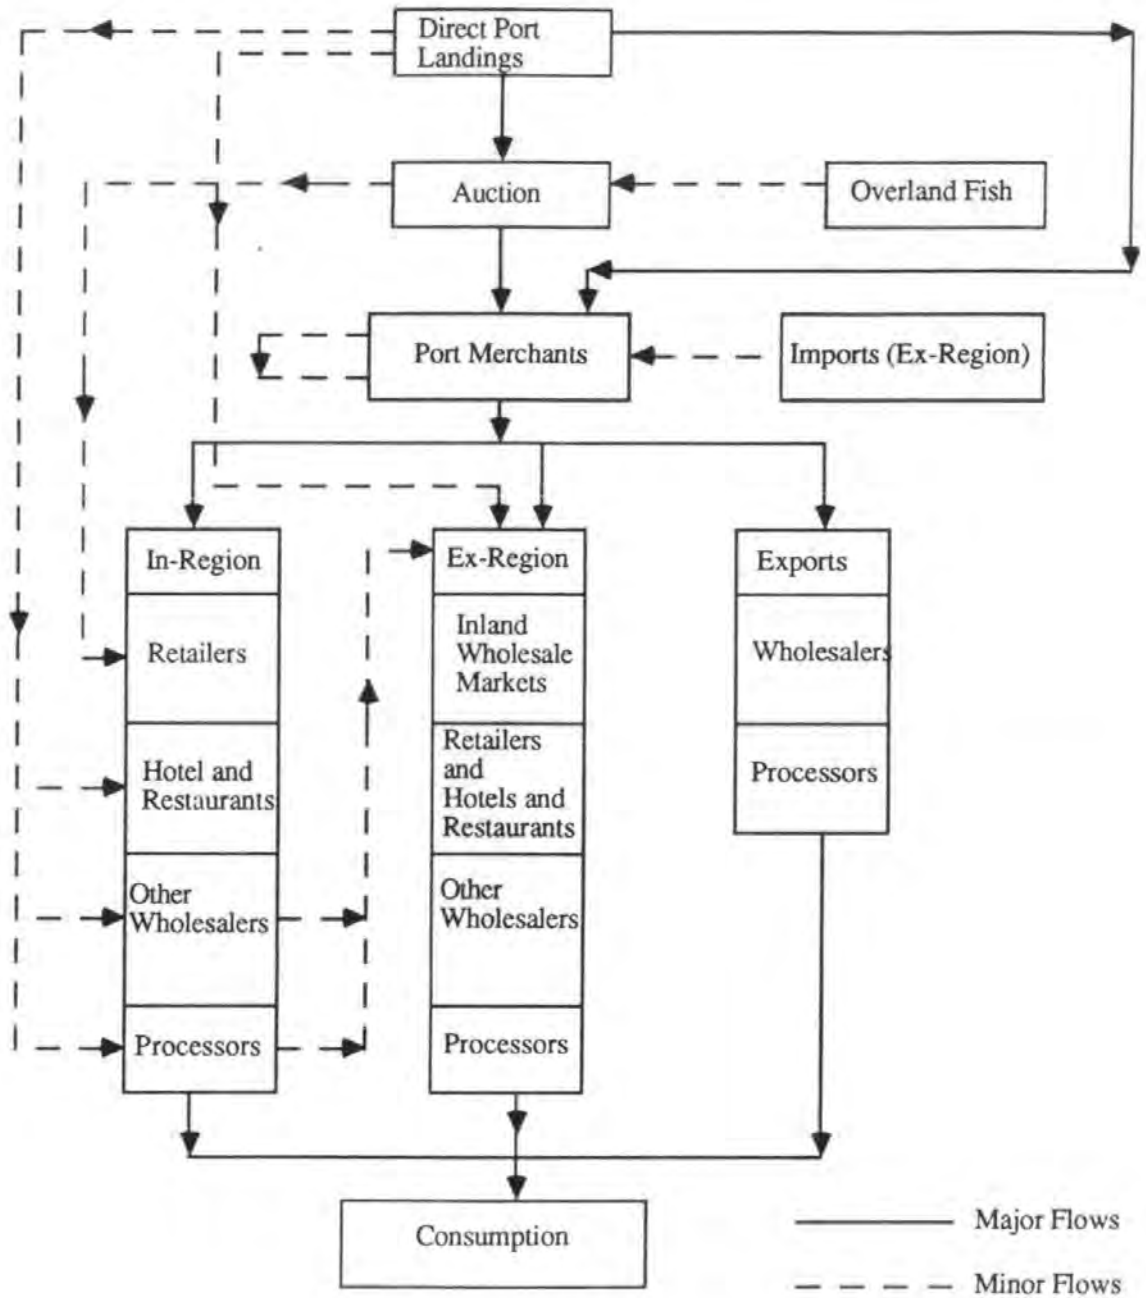 Direct Port
Landings
Auction
Overland Fish
Port Merchants
Imports (Ex-Region)
In-Region
Retailers
Hotel and
Restaurants
Other
Wholesalers
Processors
Ex-Region
Inland
Wholesale
Markets
Retailers
and
Hotels and
Restaurants
Other
Wholesalers
Processors
Exports
Wholesalers
Processors
Consumption
Major Flows
Minor Flows